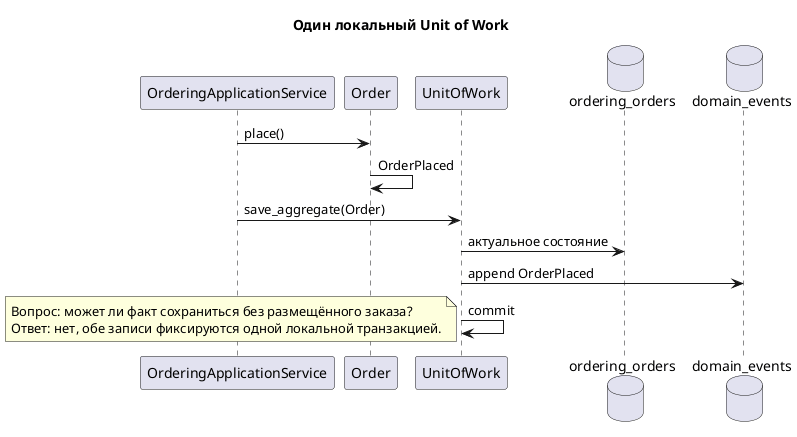 Один локальный Unit of Work
OrderingApplicationService
Order
UnitOfWork
ordering_orders
domain_events
place()
OrderPlaced
save_aggregate(Order)
актуальное состояние
append OrderPlaced
Вопрос: может ли факт сохраниться без размещённого заказа?
Ответ: нет, обе записи фиксируются одной локальной транзакцией.
commit
OrderingApplicationService
Order
UnitOfWork
ordering_orders
domain_events